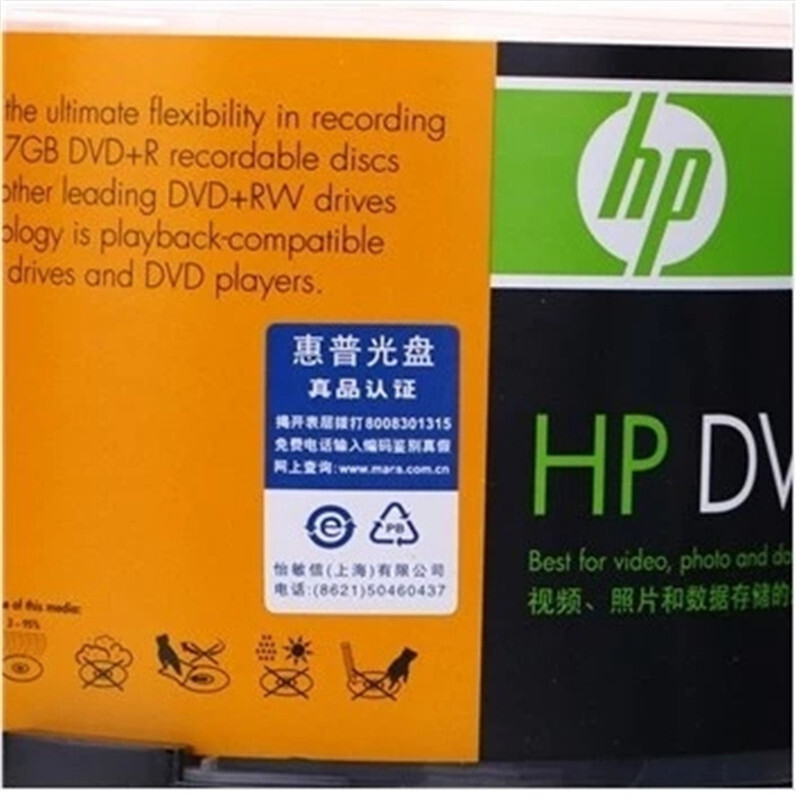 the ultimate flexibility in recording
7GB DVD+R recordable discs
other leading DVD+RW drives
ology is playback-compatible
drives and DVD players.
惠普光盘
真品认证
揭开表层拨打8008301315
免费电话输入编码鉴别真假
网上查询:www.mars.com.cn
e
PB
怡敏信(上海)有限公司
电话:(8621)50460437
e of this media:
3-95%
hp
HP DV
Best for video, photo and da
视频、照片和数据存储的